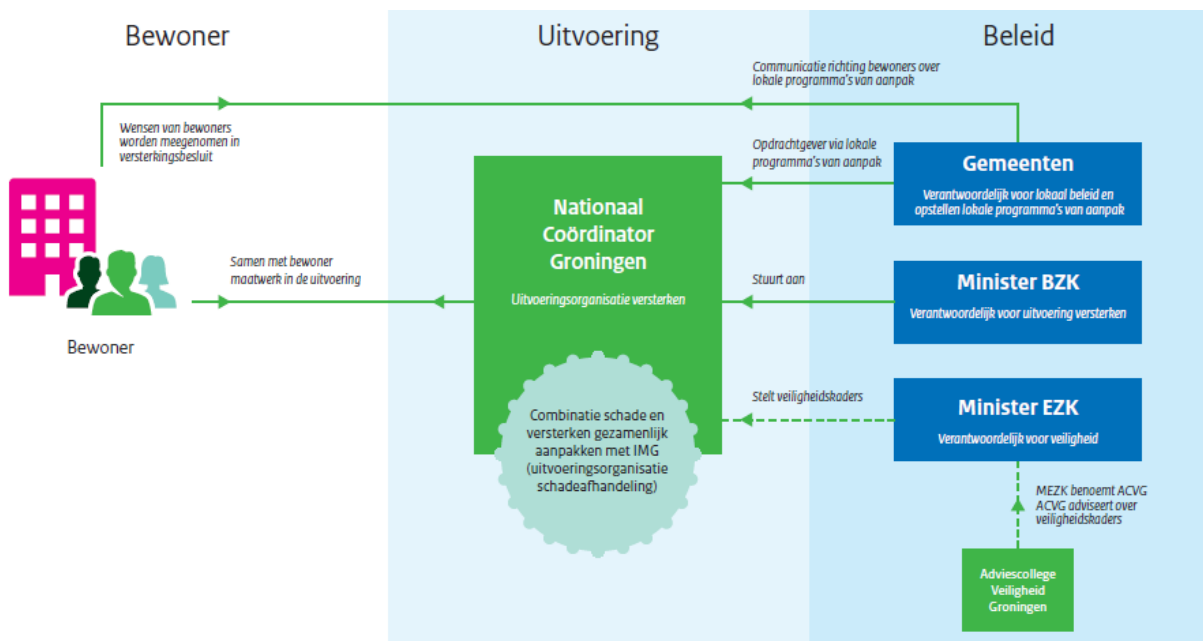 Bewoner
Uitvoering
Beleid
Communicatie richting bewoners over
lokale programma's van aanpak
Wensen van bewoners
worden meegenomen in
versterkingsbesluit
Opdrachtgever via lokale
programma's van aanpak
Gemeenten
Verantwoordelijk voor lokaal beleid en
opstellen lokale programma's van aanpak
Nationaal
Coördinator
Groningen
Uitvoeringsorganisatie versterken
Samen met bewoner
maatwerk in de uitvoering
Stuurt aan
Minister BZK
Verantwoordelijk voor uitvoering versterken
Bewoner
Stelt veiligheidskaders
Minister EZK
Verantwoordelijk voor veiligheid
Combinatie schade en
versterken gezamenlijk
aanpakken met IMG
(uitvoeringsorganisatie
schadeafhandeling)
MEZK benoemt ACVG
ACVG adviseert over
veiligheidskaders
Adviescollege
Veiligheid
Groningen